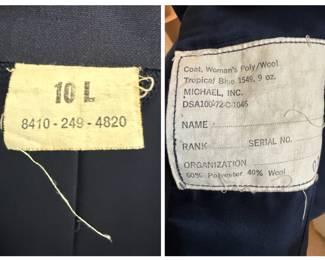 10 L
8410 - 249 - 4820
Coat, Woman's Poly/Wool
Tropical Blue 1549, 9 oz.
MICHAEL, INC.
DSA100-72-C-1045
NAME
RANK SERIAL NO.
ORGANIZATION
60% Polyester 40% Wool